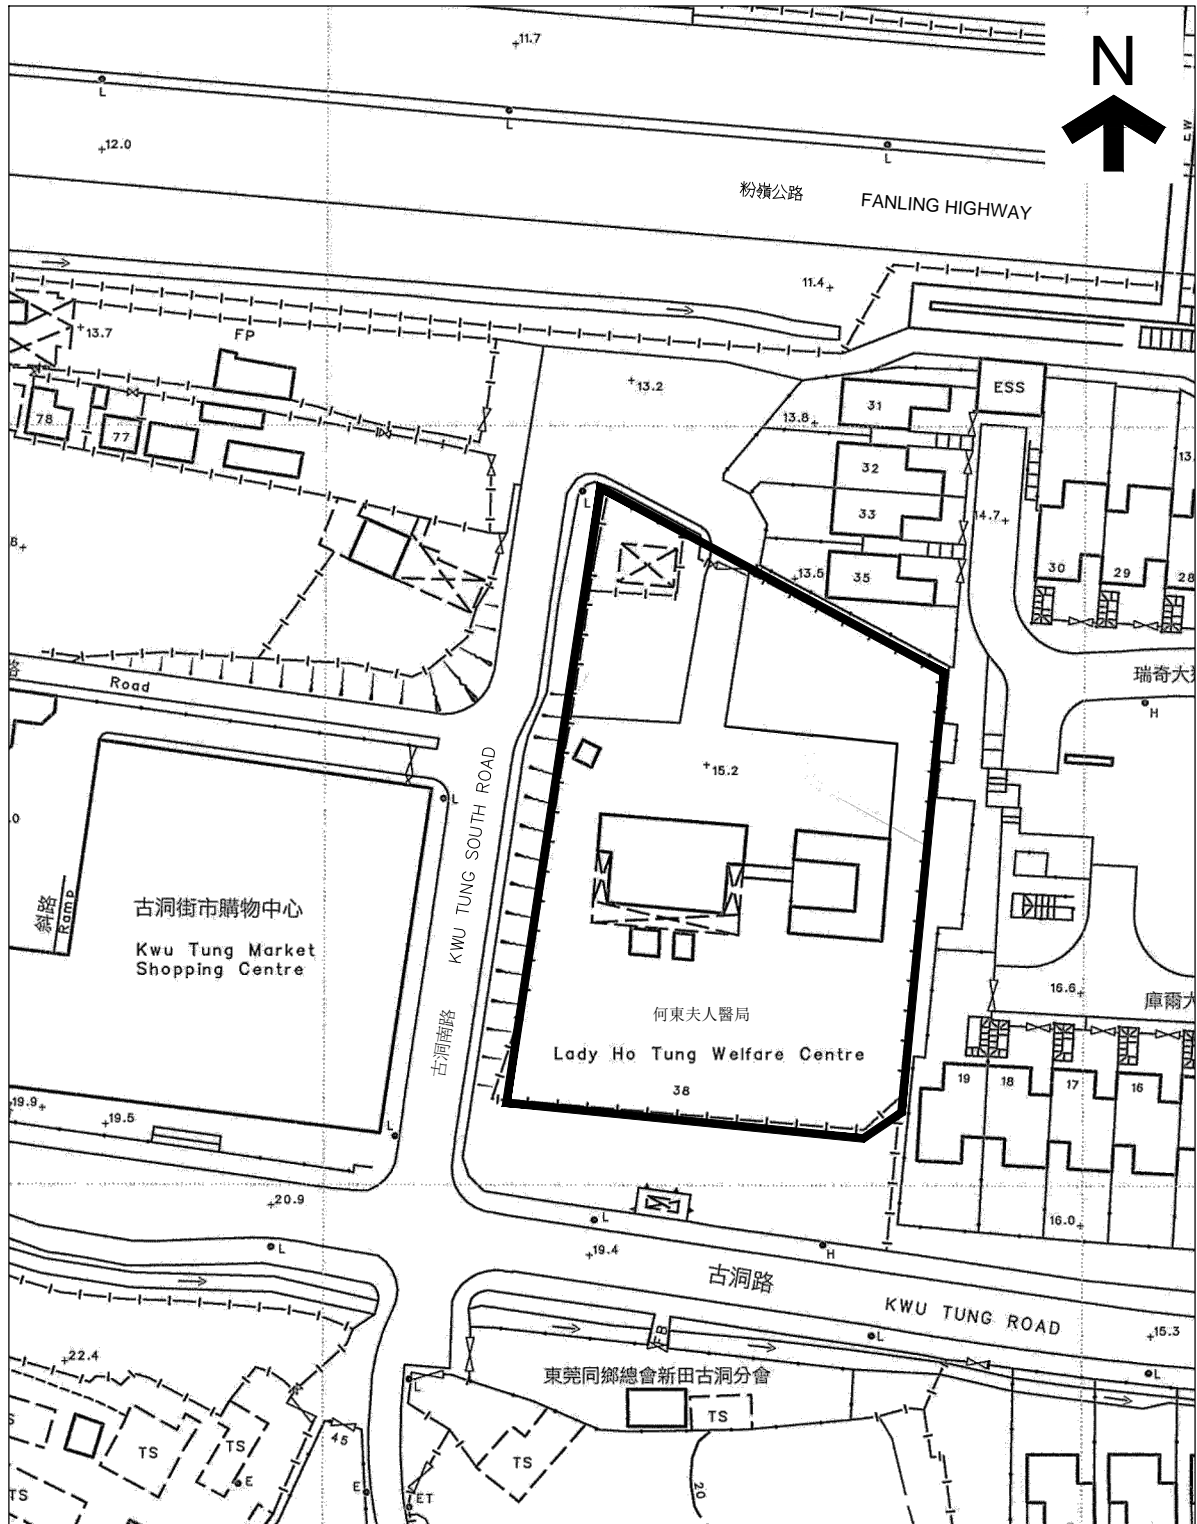 N
11.7
L
L
L
12.0
粉嶺公路 FANLING HIGHWAY
11.4
13.7
FP
13.2
ESS
78
77
31
13.8
32
33
L
14.7
13.5
35
30
29
28
Road
H
15.2
KWU TUNG SOUTH ROAD
古洞南路
L
斜路
Ramp
古洞街市購物中心
Kwu Tung Market
Shopping Centre
16.6
何東夫人醫局
Lady Ho Tung Welfare Centre
38
19
18
17
16
19.9
19.5
L
20.9
L
L
19.4
H
16.0
古洞路
KWU TUNG ROAD
L
15.3
L
FB
22.4
東莞同鄉總會新田古洞分會
L
TS
TS
TS
TS
TS
45
E
E
ET
20